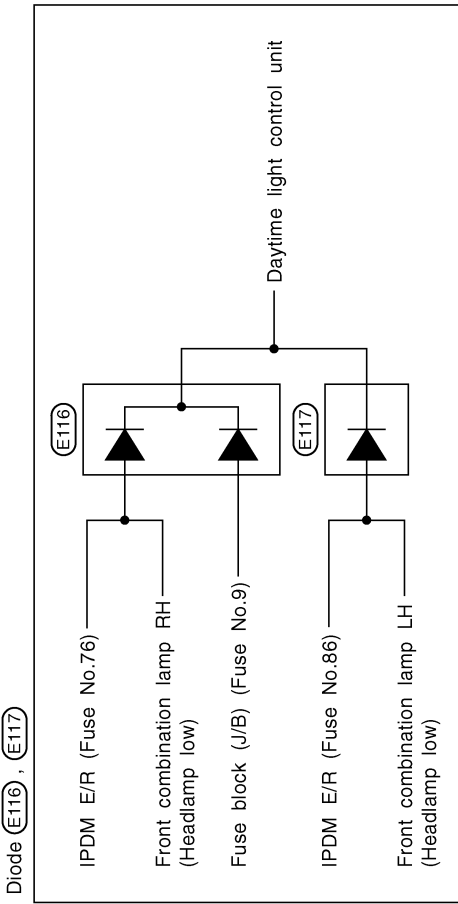 Diode E116 , E117
IPDM E/R (Fuse No.76)
Front combination lamp RH
(Headlamp low)
Fuse block (J/B) (Fuse No.9)
IPDM E/R (Fuse No.86)
Front combination lamp LH
(Headlamp low)
E116
E117
Daytime light control unit